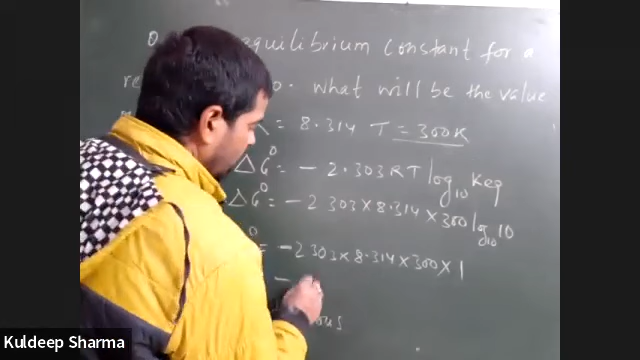 equilibrium constant for a
what will be the value
= 8.314 T = 300K
ΔG° = - 2.303RT log10 Keq
ΔG° = - 2 303×8.314×300 log10 10
° = - 2 303×8.314×300×1
-
ous
Kuldeep Sharma